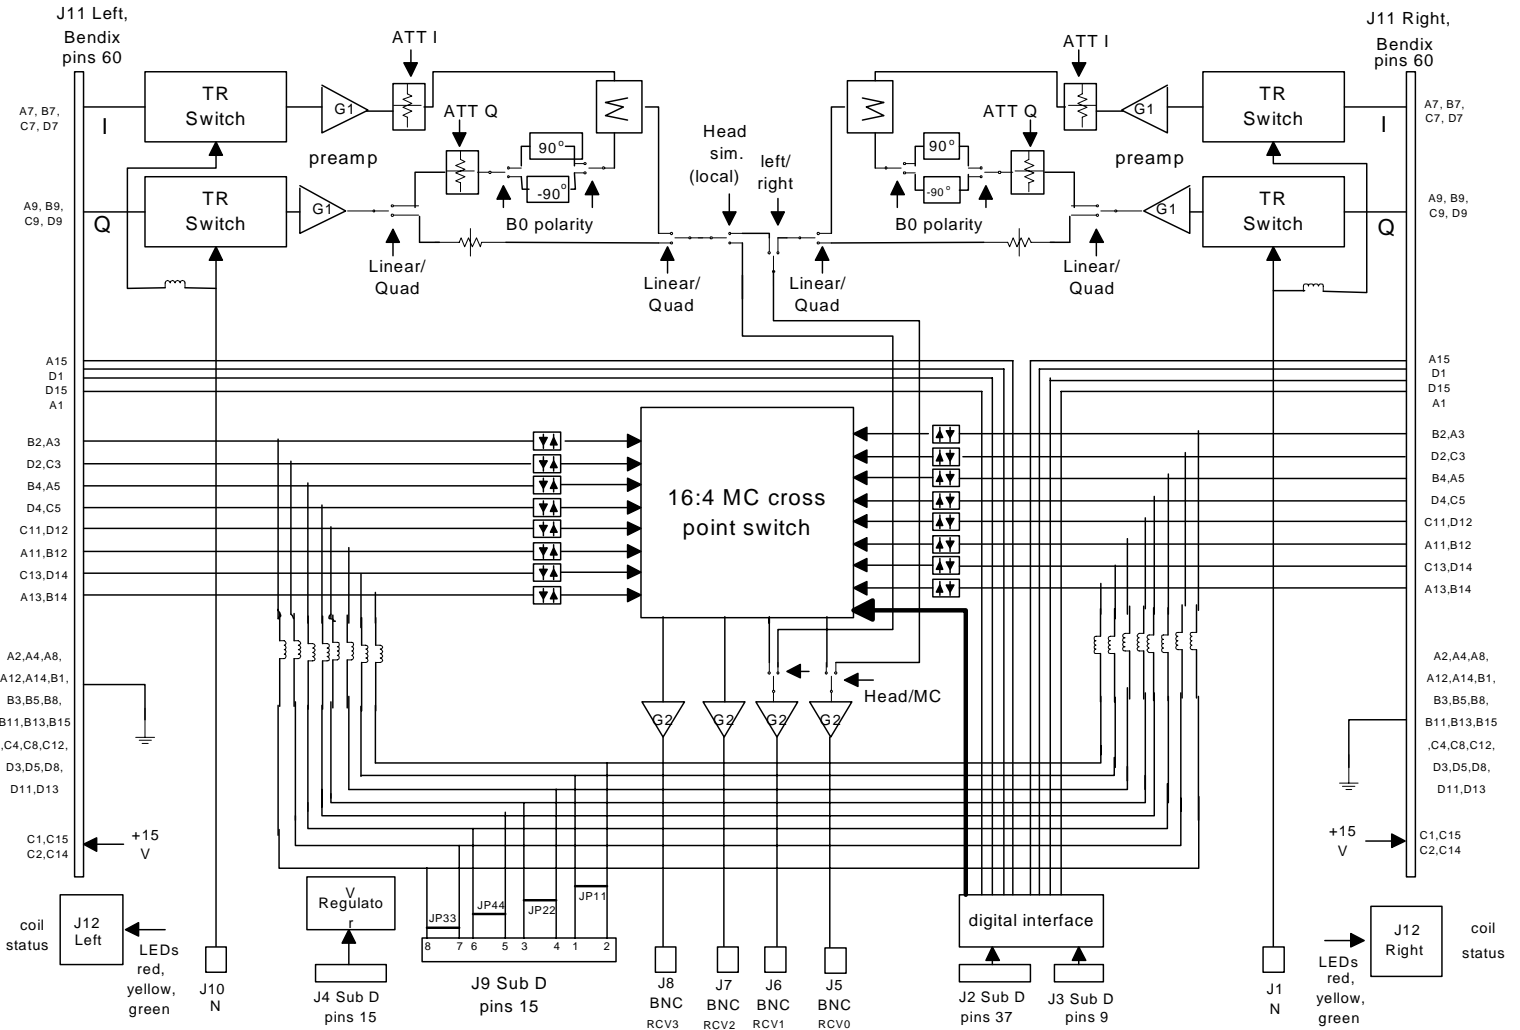 J11 Left,
Bendix
pins 60
J11 Right,
Bendix
pins 60
ATT I
ATT I
TR
Switch
G1
ATT Q
ATT Q
G1
TR
Switch
A7, B7,
C7, D7
I
A7, B7,
C7, D7
I
preamp
90°
-90°
Head
sim.
(local)
left/
right
90°
-90°
preamp
A9, B9,
C9, D9
Q
TR
Switch
G1
B0 polarity
B0 polarity
G1
TR
Switch
Q
A9, B9,
C9, D9
Linear/
Quad
Linear/
Quad
Linear/
Quad
Linear/
Quad
A15
D1
D15
A1
A15
D1
D15
A1
B2,A3
D2,C3
B4,A5
D4,C5
C11,D12
A11,B12
C13,D14
A13,B14
16:4 MC cross
point switch
B2,A3
D2,C3
B4,A5
D4,C5
C11,D12
A11,B12
C13,D14
A13,B14
A2,A4,A8,
A12,A14,B1,
B3,B5,B8,
B11,B13,B15
,C4,C8,C12,
D3,D5,D8,
D11,D13
A2,A4,A8,
A12,A14,B1,
B3,B5,B8,
B11,B13,B15
,C4,C8,C12,
D3,D5,D8,
D11,D13
Head/MC
G2
G2
G2
G2
C1,C15
C2,C14
+15
V
+15
V
C1,C15
C2,C14
V
Regulato
r
JP33
JP44
JP22
JP11
8 7 6 5 3 4 1 2
digital interface
coil
status
J12
Left
LEDs
red,
yellow,
green
J12
Right
coil
status
LEDs
red,
yellow,
green
J10
N
J4 Sub D
pins 15
J9 Sub D
pins 15
J8
BNC
RCV3
J7
BNC
RCV2
J6
BNC
RCV1
J5
BNC
RCV0
J2 Sub D
pins 37
J3 Sub D
pins 9
J1
N